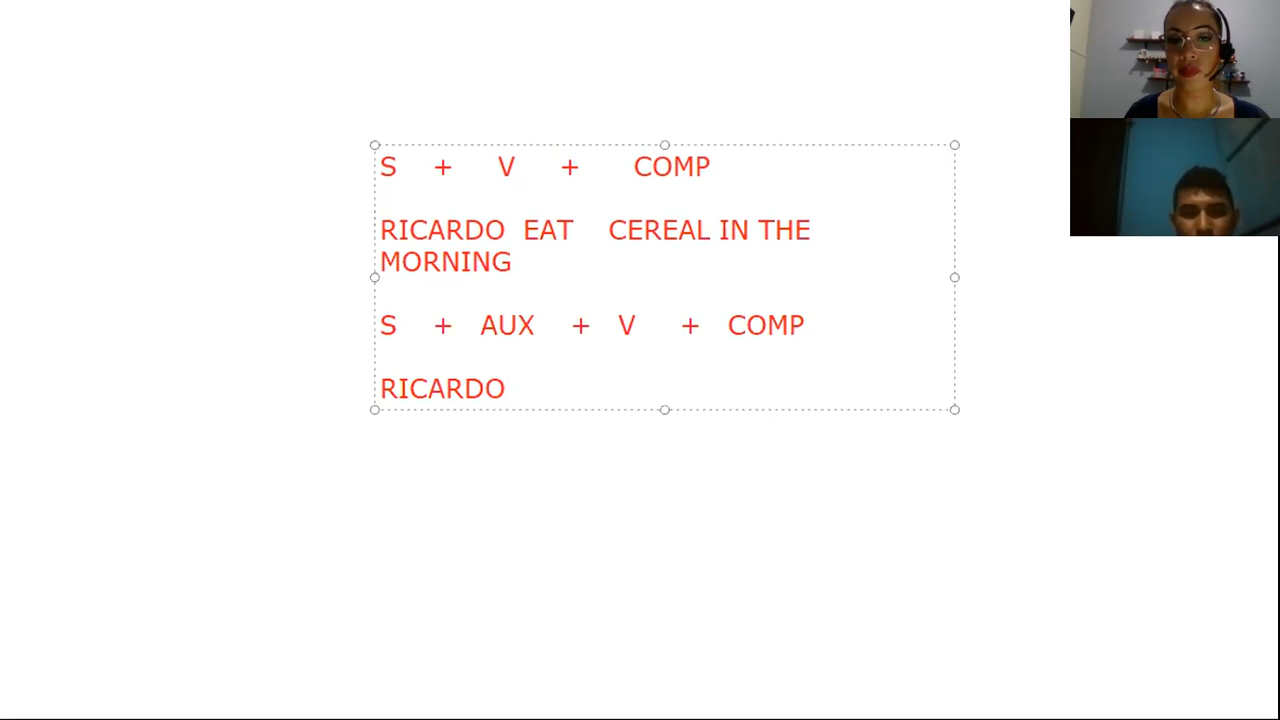 S + V + COMP
RICARDO EAT CEREAL IN THE
MORNING
S + AUX + V + COMP
RICARDO